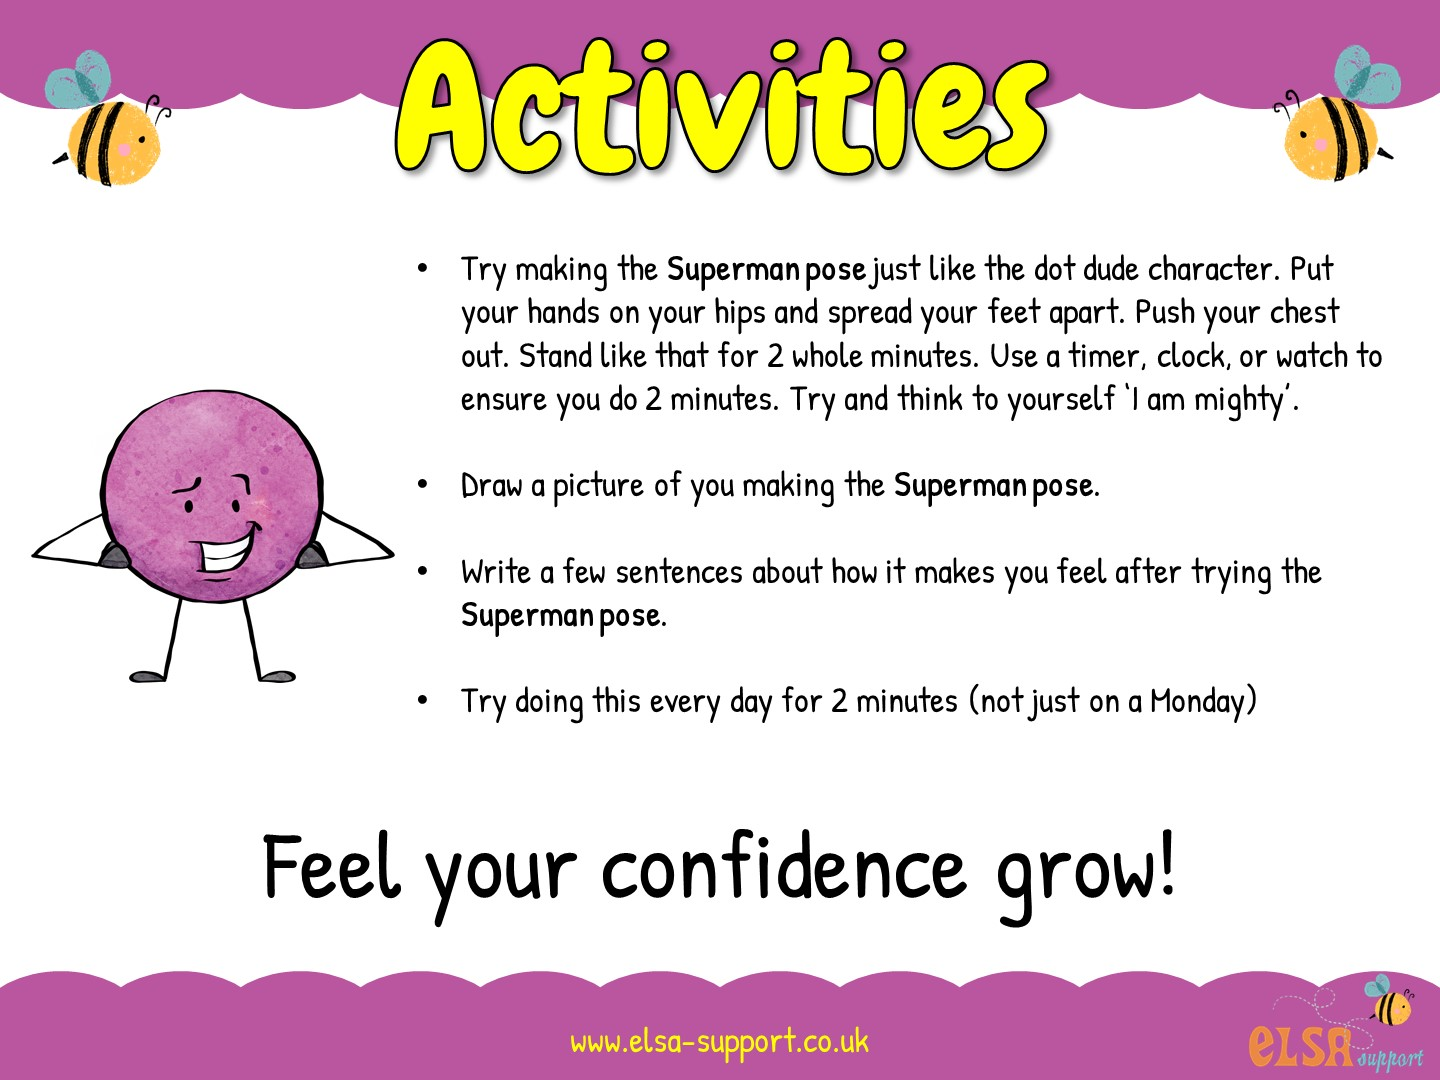 Activities
• Try making the Superman pose just like the dot dude character. Put
your hands on your hips and spread your feet apart. Push your chest
out. Stand like that for 2 whole minutes. Use a timer, clock, or watch to
ensure you do 2 minutes. Try and think to yourself ‘I am mighty’.
• Draw a picture of you making the Superman pose.
• Write a few sentences about how it makes you feel after trying the
Superman pose.
• Try doing this every day for 2 minutes (not just on a Monday)
Feel your confidence grow!
www.elsa-support.co.uk
ELSA support